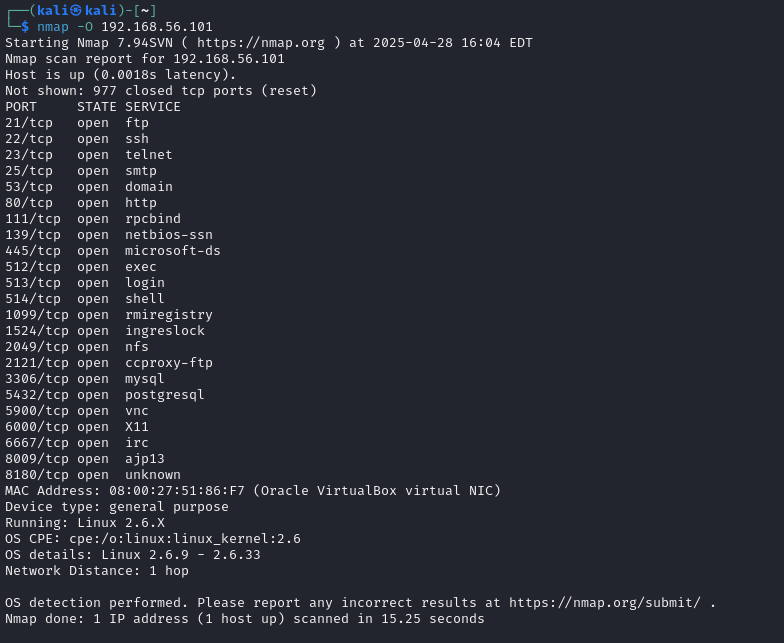 ┌──(kali㉿kali)-[~]
└─$ nmap -O 192.168.56.101
Starting Nmap 7.94SVN ( https://nmap.org ) at 2025-04-28 16:04 EDT
Nmap scan report for 192.168.56.101
Host is up (0.0018s latency).
Not shown: 977 closed tcp ports (reset)
PORT     STATE SERVICE
21/tcp   open  ftp
22/tcp   open  ssh
23/tcp   open  telnet
25/tcp   open  smtp
53/tcp   open  domain
80/tcp   open  http
111/tcp  open  rpcbind
139/tcp  open  netbios-ssn
445/tcp  open  microsoft-ds
512/tcp  open  exec
513/tcp  open  login
514/tcp  open  shell
1099/tcp open  rmiregistry
1524/tcp open  ingreslock
2049/tcp open  nfs
2121/tcp open  ccproxy-ftp
3306/tcp open  mysql
5432/tcp open  postgresql
5900/tcp open  vnc
6000/tcp open  X11
6667/tcp open  irc
8009/tcp open  ajp13
8180/tcp open  unknown
MAC Address: 08:00:27:51:86:F7 (Oracle VirtualBox virtual NIC)
Device type: general purpose
Running: Linux 2.6.X
OS CPE: cpe:/o:linux:linux_kernel:2.6
OS details: Linux 2.6.9 - 2.6.33
Network Distance: 1 hop

OS detection performed. Please report any incorrect results at https://nmap.org/submit/ .
Nmap done: 1 IP address (1 host up) scanned in 15.25 seconds